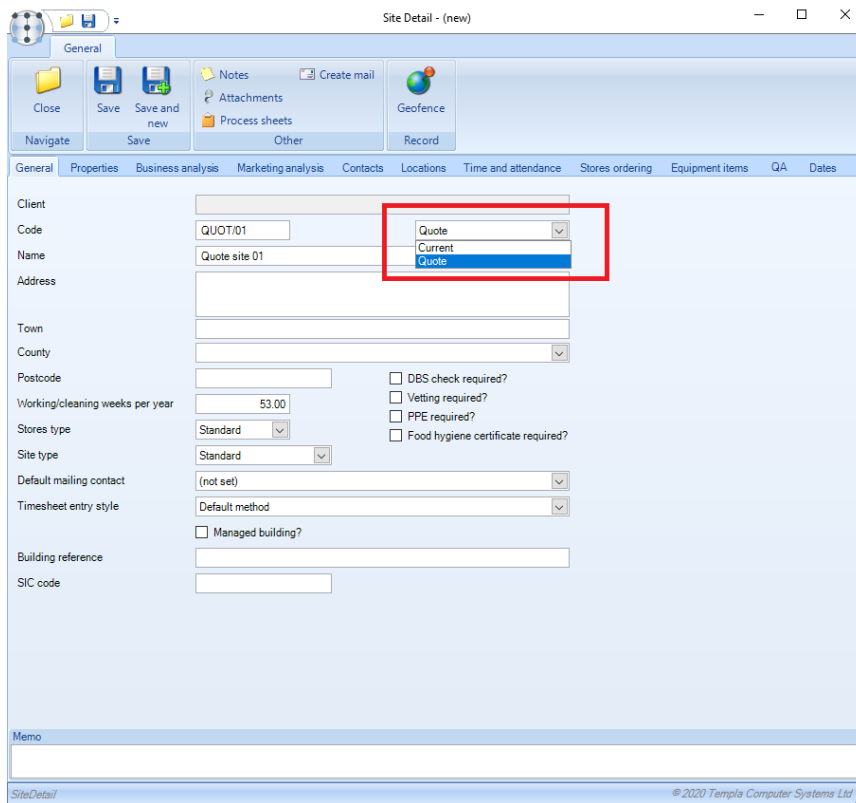 Site Detail - (new)
General
Close
Save
Save and new
Notes
Attachments
Process sheets
Create mail
Geofence
Navigate
Save
Other
Record
General Properties Business analysis Marketing analysis Contacts Locations Time and attendance Stores ordering Equipment items QA Dates
Client
Code QUOT/01 Quote
Current
Quote
Name Quote site 01
Address
Town
County
Postcode
DBS check required?
Working/cleaning weeks per year 53.00
Vetting required?
PPE required?
Stores type Standard
Food hygiene certificate required?
Site type Standard
Default mailing contact (not set)
Timesheet entry style Default method
Managed building?
Building reference
SIC code
Memo
SiteDetail
© 2020 Templa Computer Systems Ltd